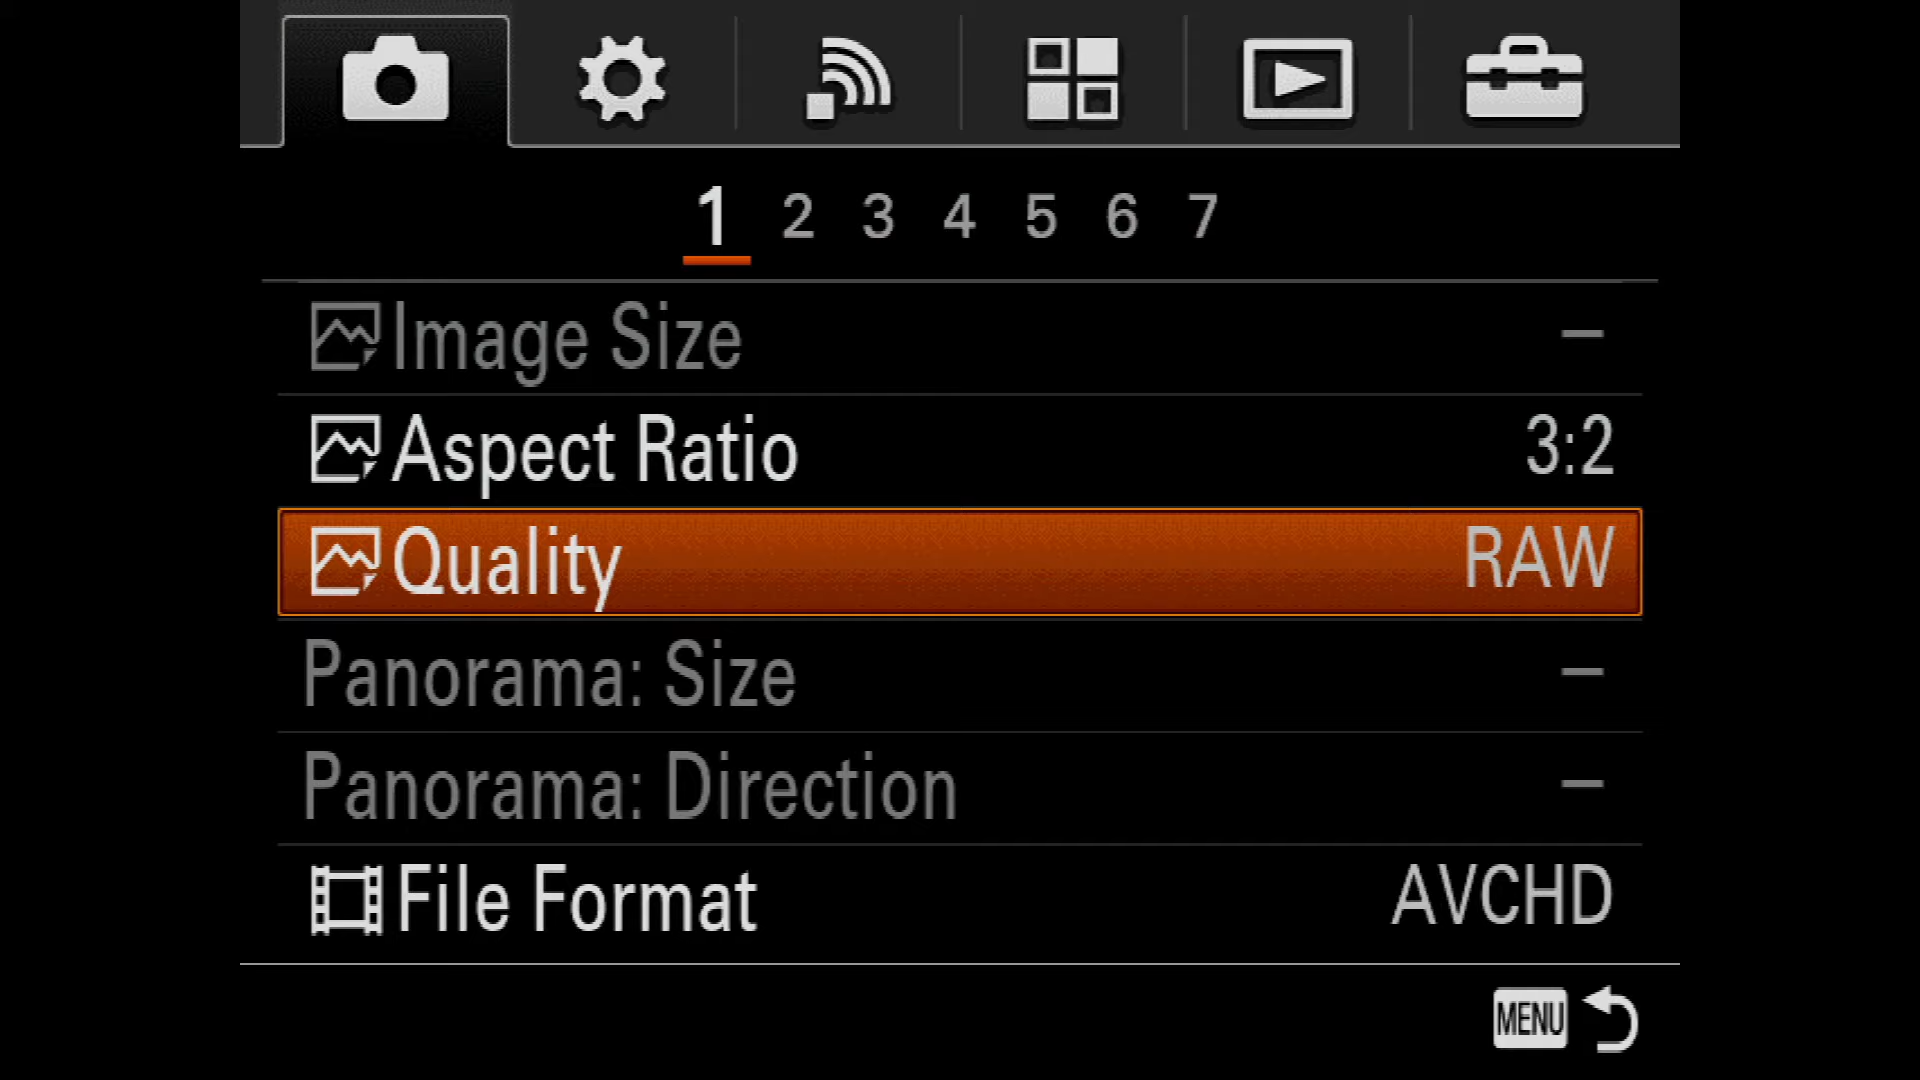 1 2 3 4 5 6 7
Image Size –
Aspect Ratio 3:2
Quality RAW
Panorama: Size –
Panorama: Direction –
File Format AVCHD
MENU